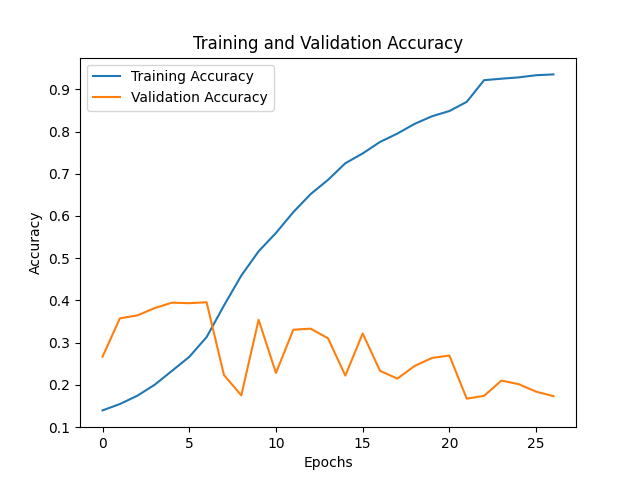 Training and Validation Accuracy
Training Accuracy
Validation Accuracy
Accuracy
0.9
0.8
0.7
0.6
0.5
0.4
0.3
0.2
0.1
0 5 10 15 20 25
Epochs